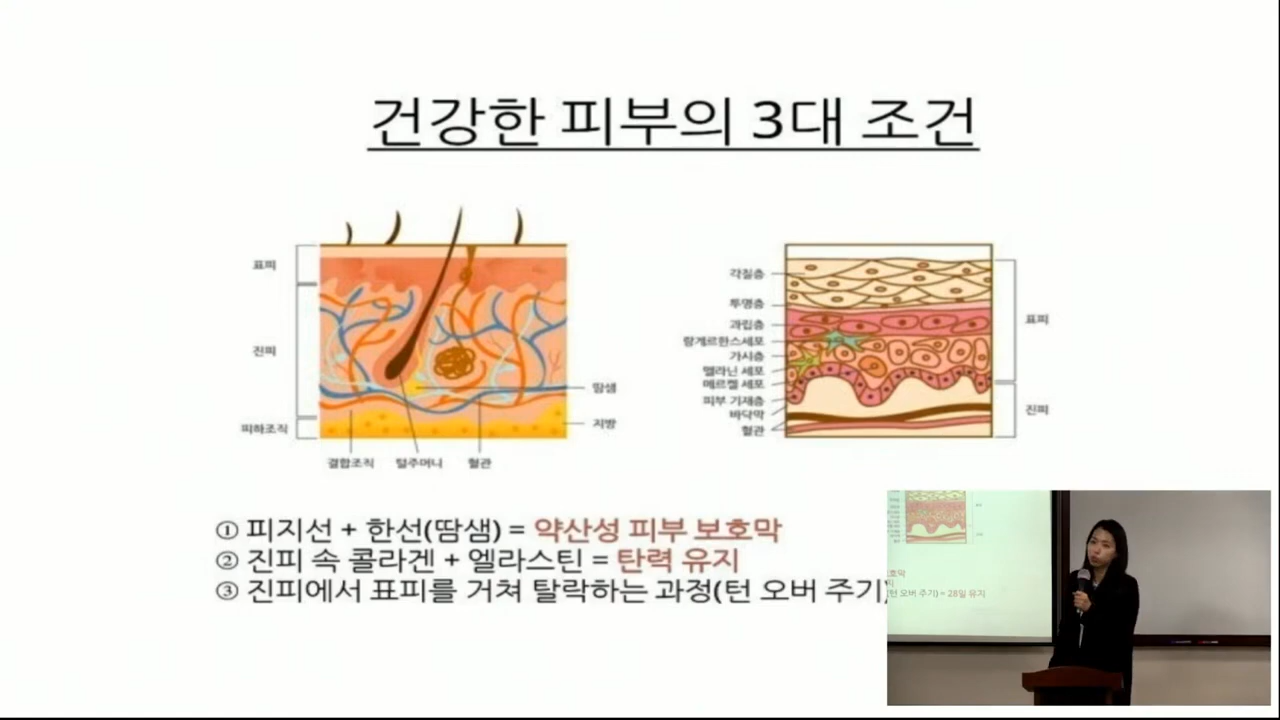 건강한 피부의 3대 조건
표피
진피
피하조직
땀샘
지방
결합조직 털주머니 혈관
각질층
투명층
과립층
랑게르한스세포
가시층
멜라닌 세포
메르켈 세포
피부 기저층
바닥막
혈관
표피
진피
① 피지선 + 한선(땀샘) = 약산성 피부 보호막
② 진피 속 콜라겐 + 엘라스틴 = 탄력 유지
③ 진피에서 표피를 거쳐 탈락하는 과정(턴 오버 주기)
호막
지
(턴 오버 주기) = 28일 유지